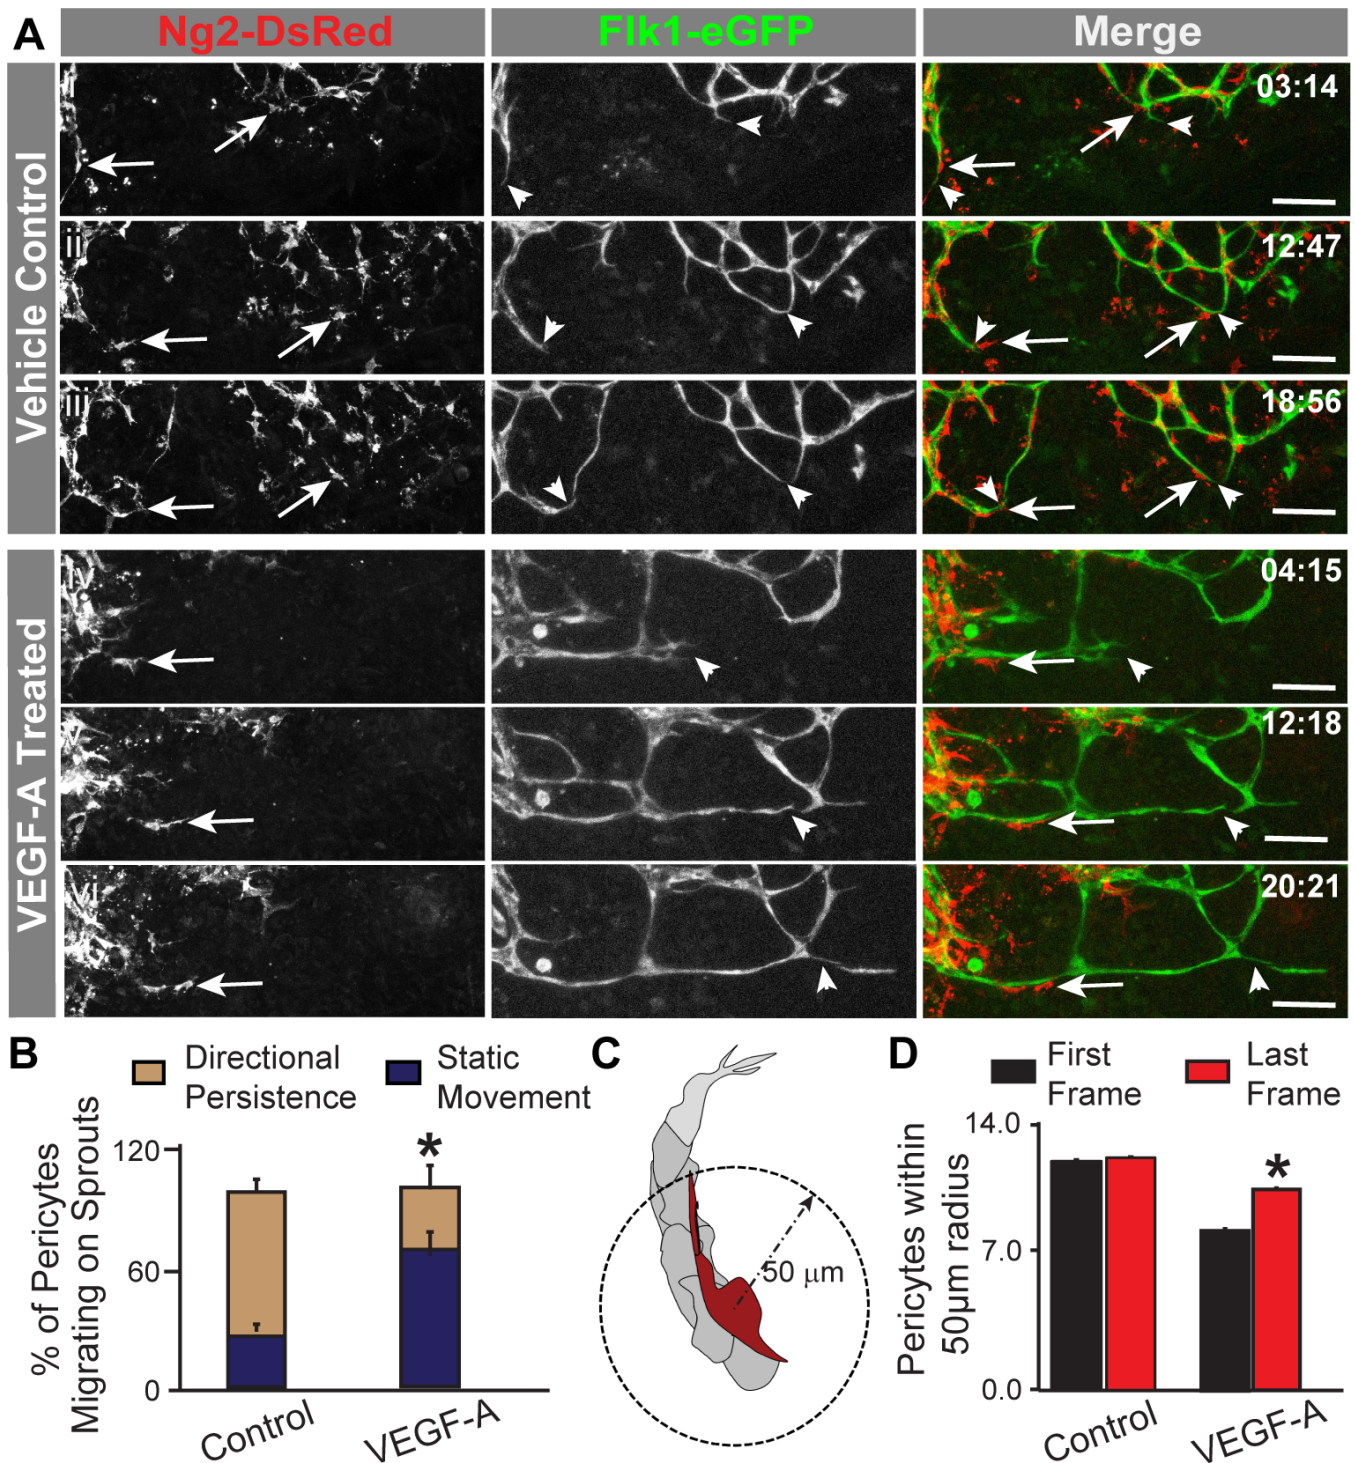 A
Ng2-DsRed
Flk1-eGFP
Merge
Vehicle Control
i
03:14
ii
12:47
iii
18:56
VEGF-A Treated
iv
04:15
v
12:18
vi
20:21
B
Directional
Persistence
Static
Movement
% of Pericytes
Migrating on Sprouts
120
60
0
*
Control
VEGF-A
C
50 μm
D
First
Frame
Last
Frame
Pericytes within
50μm radius
14.0
7.0
0.0
*
Control
VEGF-A